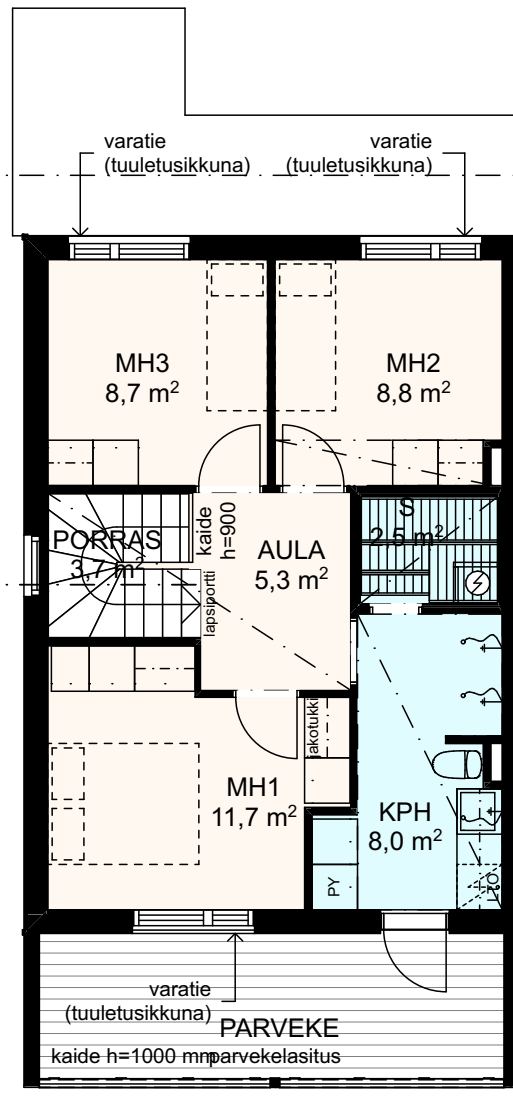 varatie
(tuuletusikkuna)
varatie
(tuuletusikkuna)
MH3
8,7 m²
MH2
8,8 m²
PORRAS
3,7 m²
kaide
h=900
lapsiportti
AULA
5,3 m²
S
2,5 m²
jakotukki
MH1
11,7 m²
KPH
8,0 m²
PY
LTO
varatie
(tuuletusikkuna)
PARVEKE
kaide h=1000 mm
parvekelasitus